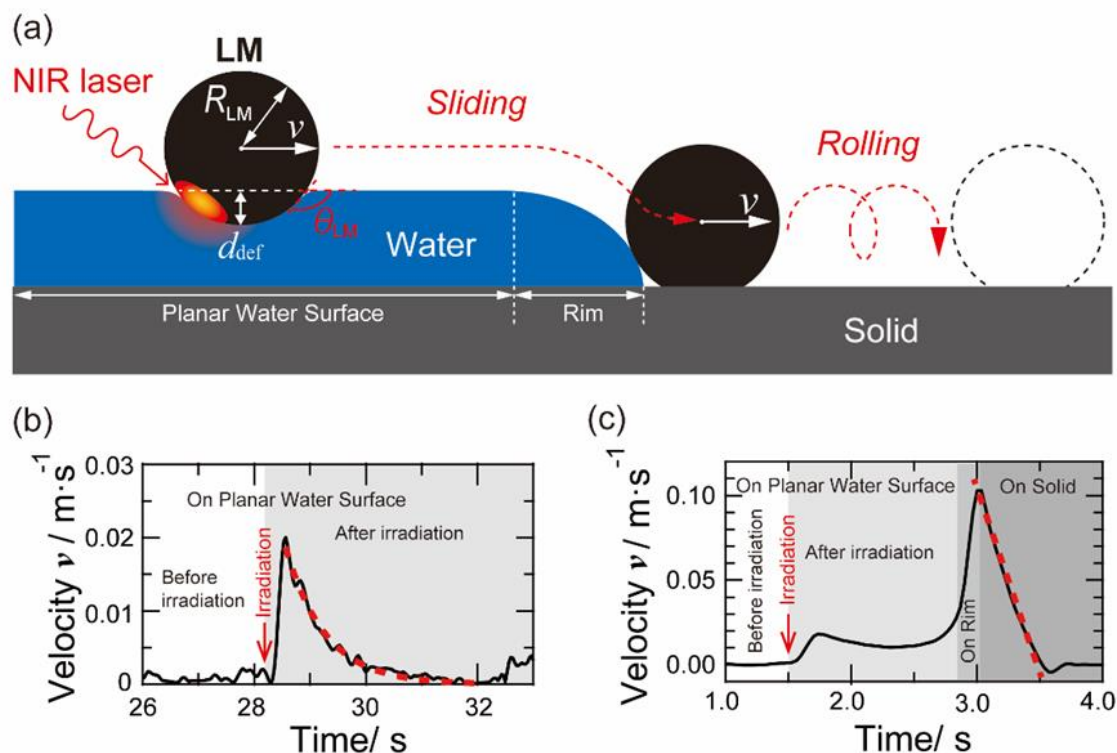 (a)
LM
NIR laser
R_LM
v
Sliding
Rolling
v
θ_LM
d_def
Water
Planar Water Surface
Rim
Solid
(b)
Velocity v / m·s⁻¹
0.03
0.02
0.01
0
On Planar Water Surface
After irradiation
Before
irradiation
Irradiation
26
28
30
32
Time/ s
(c)
Velocity v / m·s⁻¹
0.10
0.05
0.00
On Planar Water Surface
On Solid
After irradiation
Before irradiation
Irradiation
On Rim
1.0
2.0
3.0
4.0
Time/ s